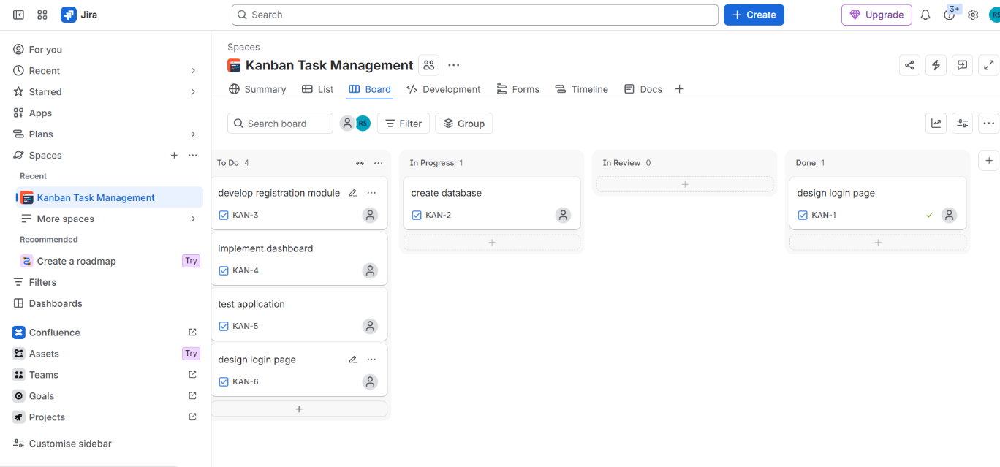 Jira
Search
Create
Upgrade
3+
RS
For you
Recent
Starred
Apps
Plans
Spaces
Recent
Kanban Task Management
More spaces
Recommended
Create a roadmap Try
Filters
Dashboards
Confluence
Assets Try
Teams
Goals
Projects
Customise sidebar
Spaces
Kanban Task Management
Summary List Board Development Forms Timeline Docs
Search board RS Filter Group
To Do 4
develop registration module
KAN-3
implement dashboard
KAN-4
test application
KAN-5
design login page
KAN-6
In Progress 1
create database
KAN-2
In Review 0
Done 1
design login page
KAN-1